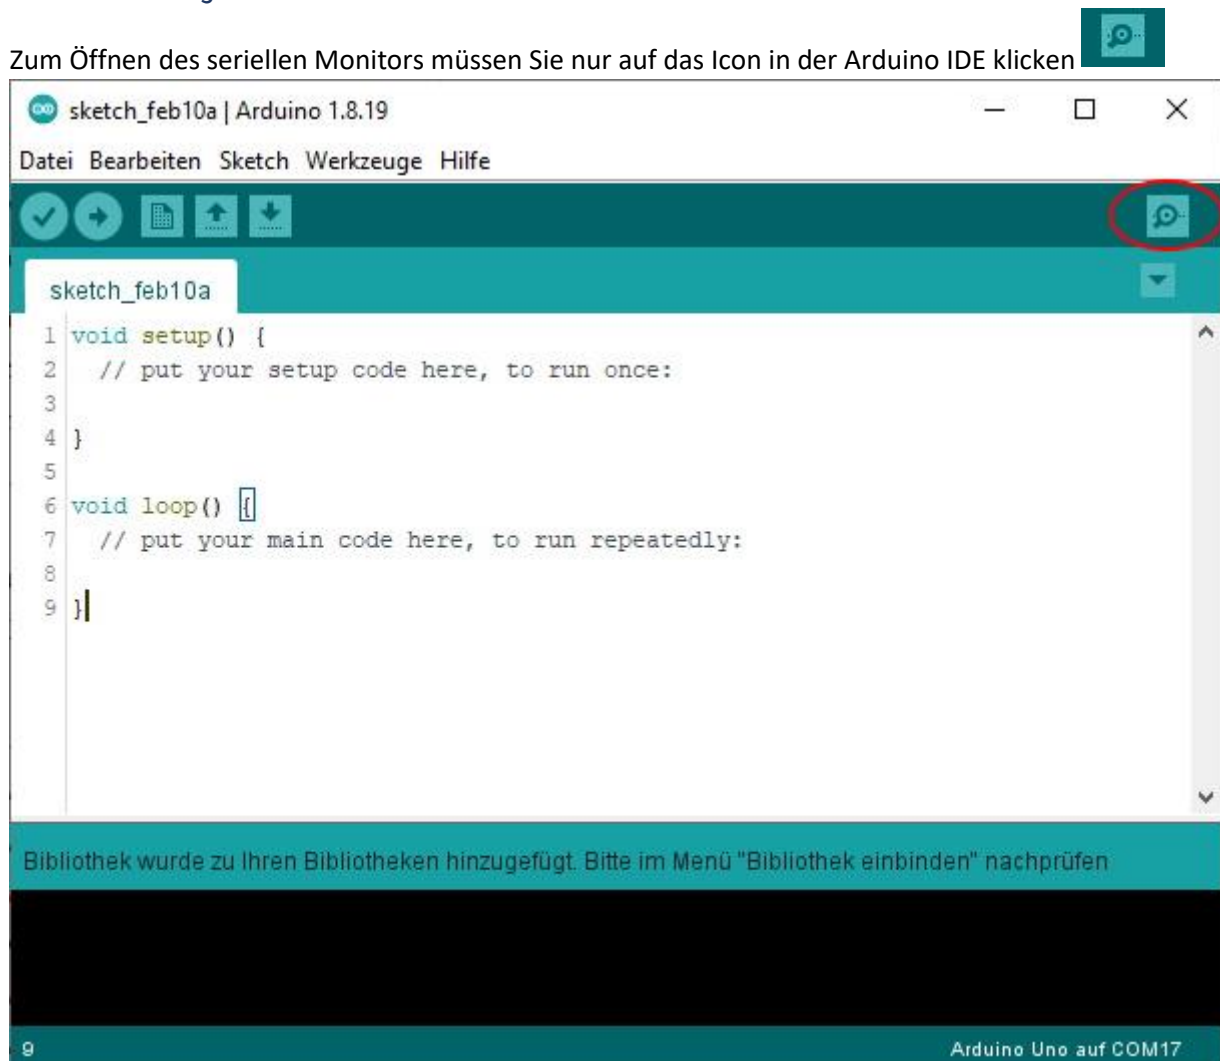 Zum Öffnen des seriellen Monitors müssen Sie nur auf das Icon in der Arduino IDE klicken
sketch_feb10a | Arduino 1.8.19
Datei Bearbeiten Sketch Werkzeuge Hilfe
sketch_feb10a
1 void setup() {
2   // put your setup code here, to run once:
3
4 }
5
6 void loop() {
7   // put your main code here, to run repeatedly:
8
9 }
Bibliothek wurde zu Ihren Bibliotheken hinzugefügt. Bitte im Menü "Bibliothek einbinden" nachprüfen
9
Arduino Uno auf COM17